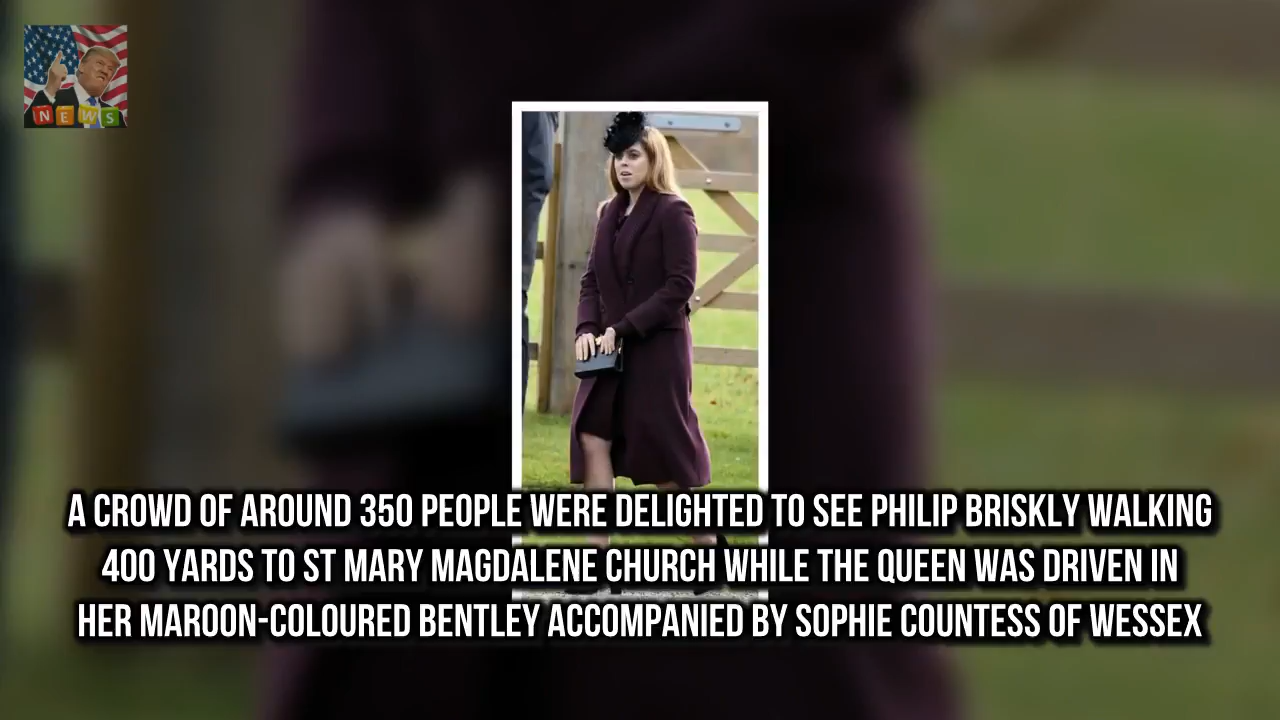 NEWS
A CROWD OF AROUND 350 PEOPLE WERE DELIGHTED TO SEE PHILIP BRISKLY WALKING
400 YARDS TO ST MARY MAGDALENE CHURCH WHILE THE QUEEN WAS DRIVEN IN
HER MAROON-COLOURED BENTLEY ACCOMPANIED BY SOPHIE COUNTESS OF WESSEX